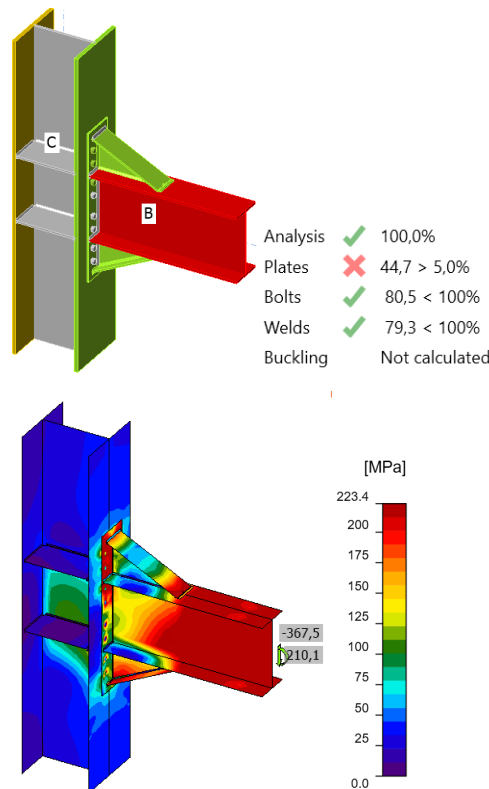 C
B
Analysis 100,0%
Plates 44,7 > 5,0%
Bolts 80,5 < 100%
Welds 79,3 < 100%
Buckling Not calculated
[MPa]
223.4
200
175
150
125
100
75
50
25
0.0
-367,5
210,1